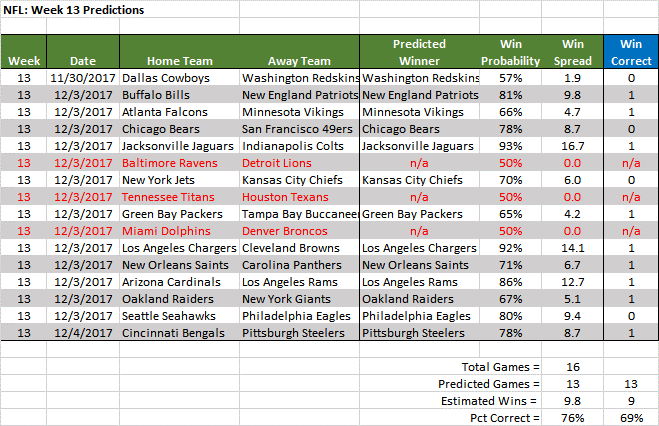 NFL: Week 13 Predictions
Predicted Win Win Win
Week Date Home Team Away Team Winner Probability Spread Correct
13 11/30/2017 Dallas Cowboys Washington Redskins Washington Redskins 57% 1.9 0
13 12/3/2017 Buffalo Bills New England Patriots New England Patriots 81% 9.8 1
13 12/3/2017 Atlanta Falcons Minnesota Vikings Minnesota Vikings 66% 4.7 1
13 12/3/2017 Chicago Bears San Francisco 49ers Chicago Bears 78% 8.7 0
13 12/3/2017 Jacksonville Jaguars Indianapolis Colts Jacksonville Jaguars 93% 16.7 1
13 12/3/2017 Baltimore Ravens Detroit Lions n/a 50% 0.0 n/a
13 12/3/2017 New York Jets Kansas City Chiefs Kansas City Chiefs 70% 6.0 0
13 12/3/2017 Tennessee Titans Houston Texans n/a 50% 0.0 n/a
13 12/3/2017 Green Bay Packers Tampa Bay Buccaneer Green Bay Packers 65% 4.2 1
13 12/3/2017 Miami Dolphins Denver Broncos n/a 50% 0.0 n/a
13 12/3/2017 Los Angeles Chargers Cleveland Browns Los Angeles Chargers 92% 14.1 1
13 12/3/2017 New Orleans Saints Carolina Panthers New Orleans Saints 71% 6.7 1
13 12/3/2017 Arizona Cardinals Los Angeles Rams Los Angeles Rams 86% 12.7 1
13 12/3/2017 Oakland Raiders New York Giants Oakland Raiders 67% 5.1 1
13 12/3/2017 Seattle Seahawks Philadelphia Eagles Philadelphia Eagles 80% 9.4 0
13 12/4/2017 Cincinnati Bengals Pittsburgh Steelers Pittsburgh Steelers 78% 8.7 1
Total Games = 16
Predicted Games = 13 13
Estimated Wins = 9.8 9
Pct Correct = 76% 69%